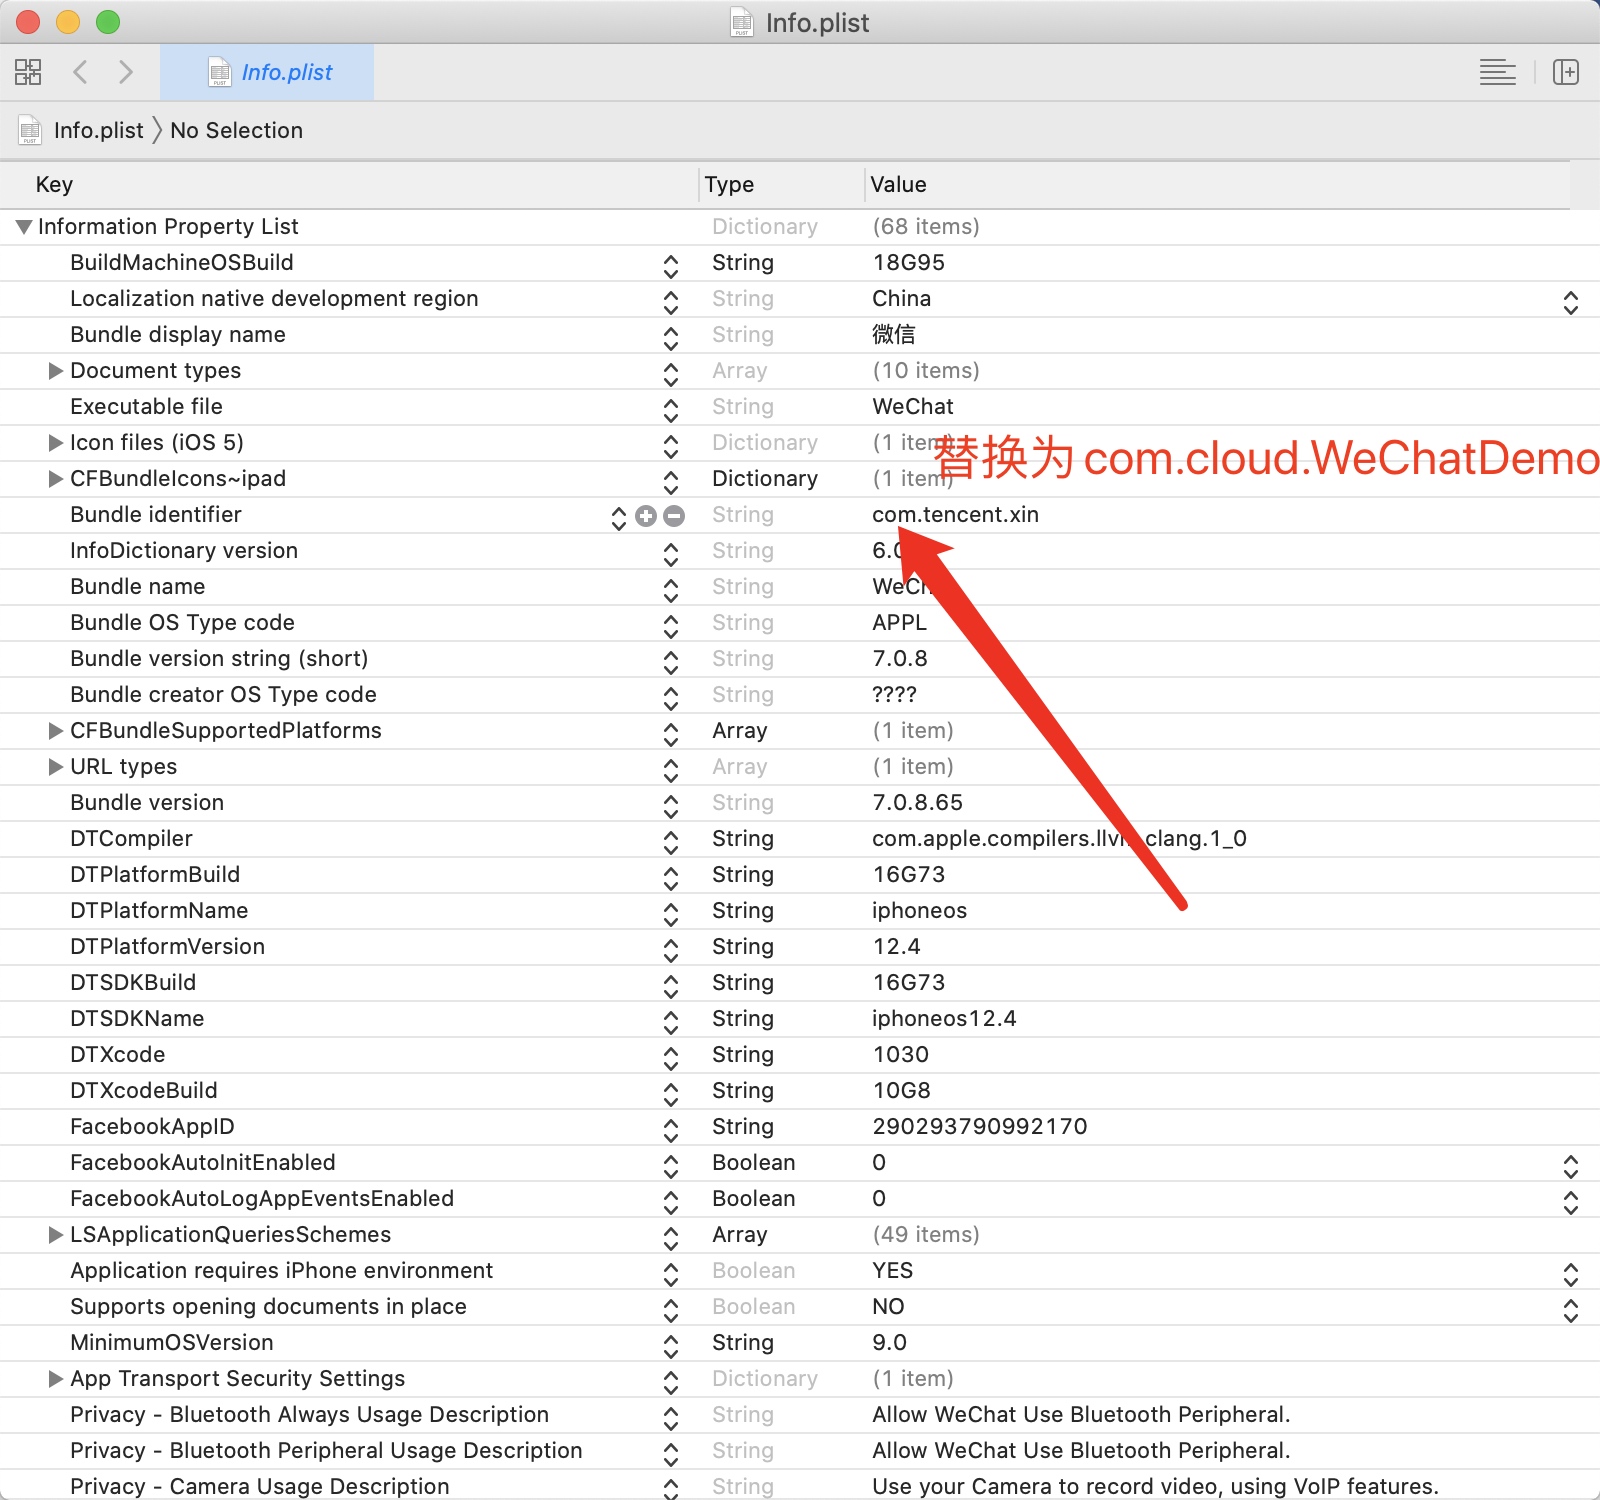 Info.plist
Info.plist
Info.plist No Selection
Key Type Value
Information Property List Dictionary (68 items)
BuildMachineOSBuild String 18G95
Localization native development region String China
Bundle display name String 微信
Document types Array (10 items)
Executable file String WeChat
Icon files (iOS 5) Dictionary (1 item)
替换为 com.cloud.WeChatDemo
CFBundleIcons~ipad Dictionary (1 item)
Bundle identifier String com.tencent.xin
InfoDictionary version String 6.0
Bundle name String
Bundle OS Type code String APPL
Bundle version string (short) String 7.0.8
Bundle creator OS Type code String ????
CFBundleSupportedPlatforms Array (1 item)
URL types Array (1 item)
Bundle version String 7.0.8.65
DTCompiler String com.apple.compilers.llvm.clang.1_0
DTPlatformBuild String 16G73
DTPlatformName String iphoneos
DTPlatformVersion String 12.4
DTSDKBuild String 16G73
DTSDKName String iphoneos12.4
DTXcode String 1030
DTXcodeBuild String 10G8
FacebookAppID String 290293790992170
FacebookAutoInitEnabled Boolean 0
FacebookAutoLogAppEventsEnabled Boolean 0
LSApplicationQueriesSchemes Array (49 items)
Application requires iPhone environment Boolean YES
Supports opening documents in place Boolean NO
MinimumOSVersion String 9.0
App Transport Security Settings Dictionary (1 item)
Privacy - Bluetooth Always Usage Description String Allow WeChat Use Bluetooth Peripheral.
Privacy - Bluetooth Peripheral Usage Description String Allow WeChat Use Bluetooth Peripheral.
Privacy - Camera Usage Description String Use your Camera to record video, using VoIP features.